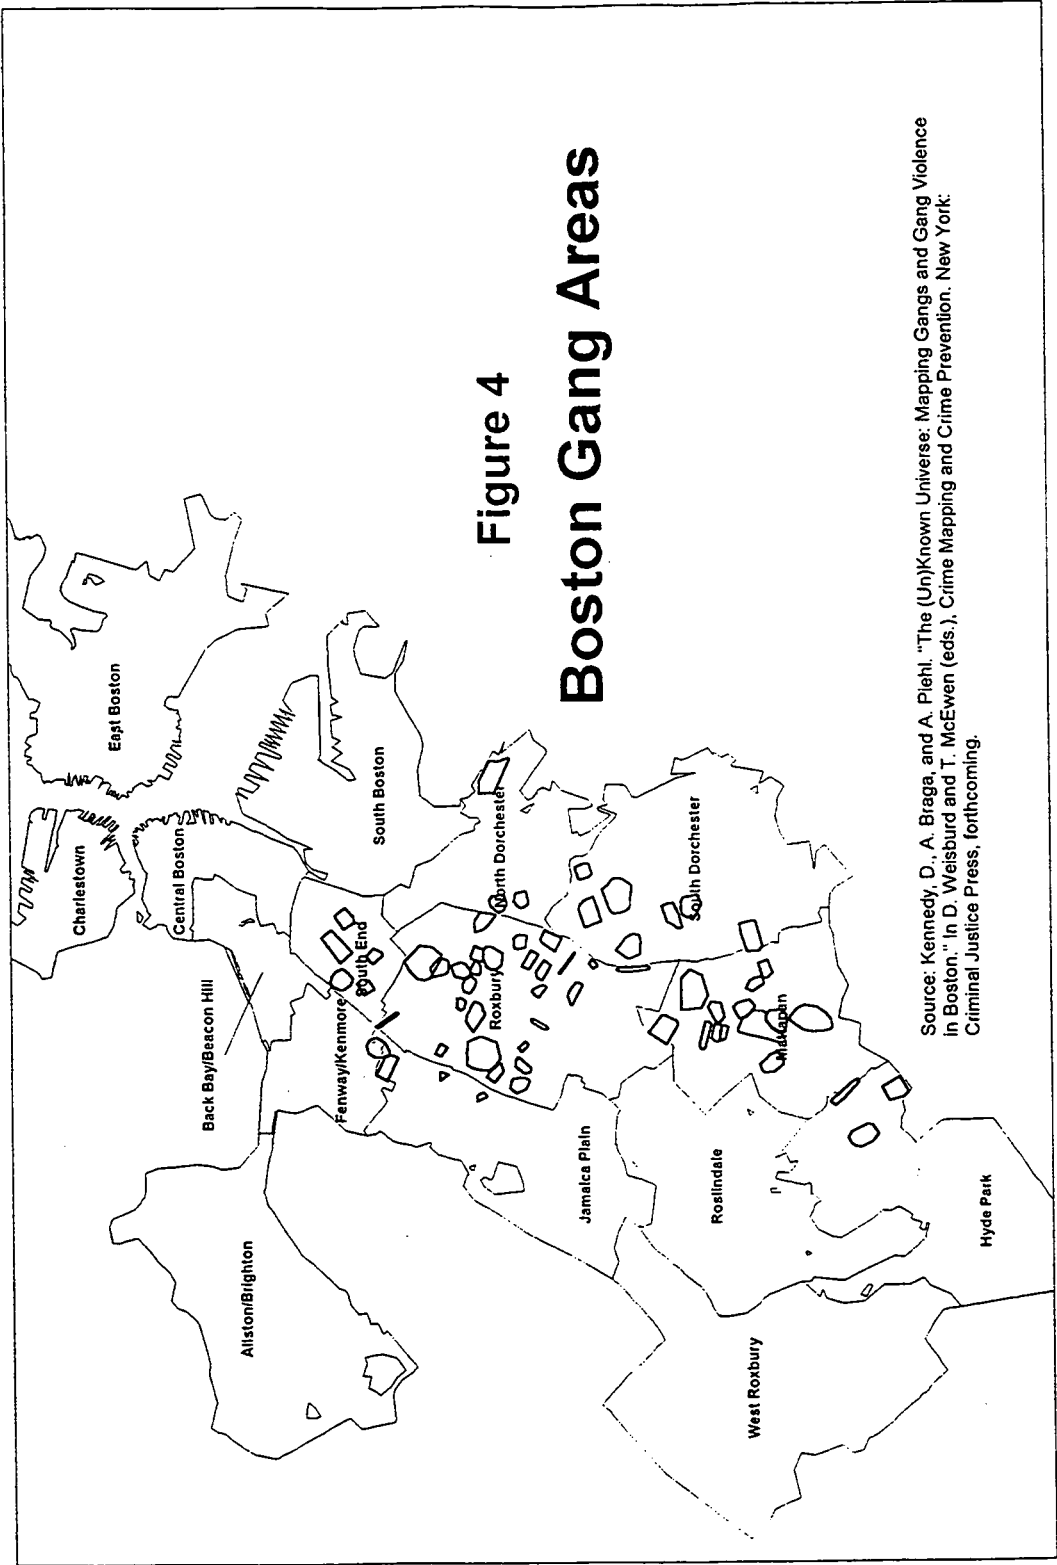 Figure 4
Boston Gang Areas
East Boston
Charlestown
Central Boston
South Boston
Back Bay/Beacon Hill
South End
Fenway/Kenmore
Allston/Brighton
North Dorchester
Roxbury
Jamaica Plain
South Dorchester
Mattapan
Roslindale
West Roxbury
Hyde Park
Source: Kennedy, D., A. Braga, and A. Piehl. "The (Un)Known Universe: Mapping Gangs and Gang Violence
in Boston." In D. Weisburd and T. McEwen (eds.), Crime Mapping and Crime Prevention. New York:
Criminal Justice Press, forthcoming.